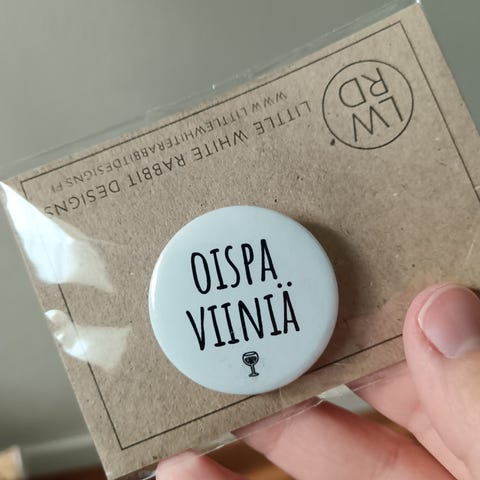 OISPA
VIINIÄ
LW
RD
LITTLE WHITE RABBIT DESIGNS
WWW.LITTLEWHITERABBITDESIGNS.FI